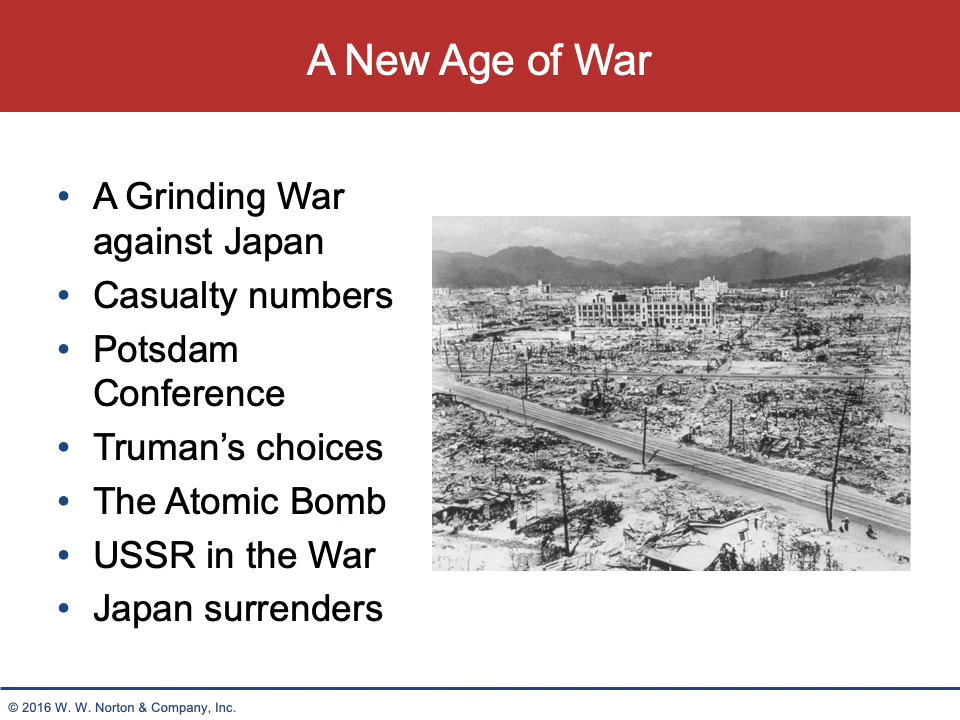 A New Age of War
• A Grinding War
against Japan
• Casualty numbers
• Potsdam
Conference
• Truman’s choices
• The Atomic Bomb
• USSR in the War
• Japan surrenders
© 2016 W. W. Norton & Company, Inc.